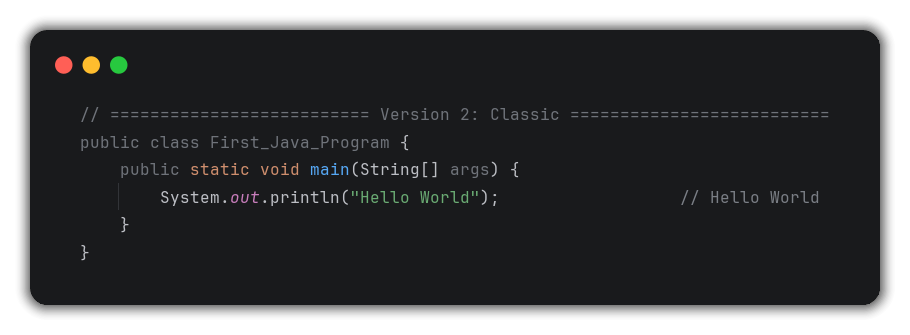 // ========================== Version 2: Classic ==========================
public class First_Java_Program {
    public static void main(String[] args) {
        System.out.println("Hello World");                  // Hello World
    }
}